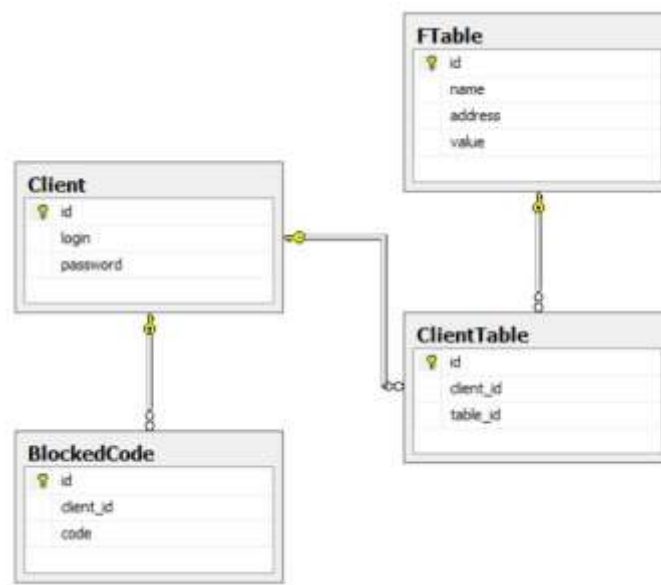 FTable
id
name
address
value
Client
id
login
password
ClientTable
id
client_id
table_id
BlockedCode
id
client_id
code